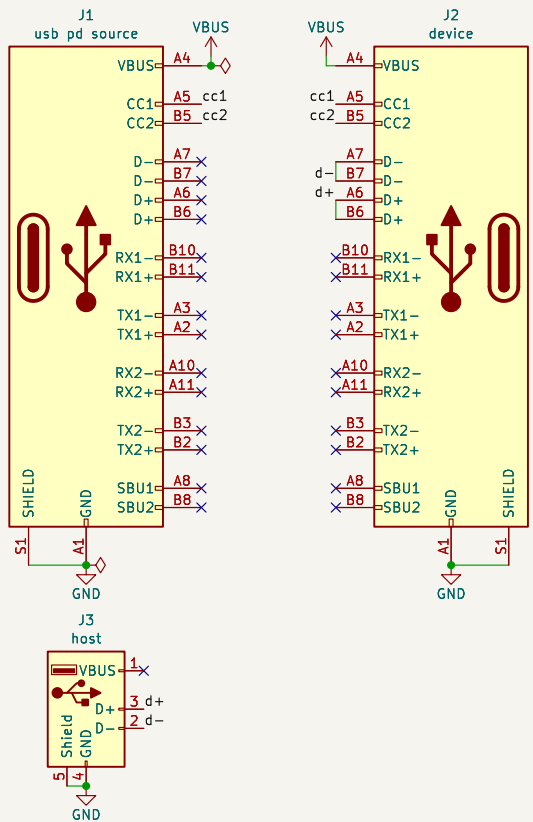 J1
usb pd source
VBUS
VBUS A4
CC1 A5 cc1
CC2 B5 cc2
D- A7
D- B7
D+ A6
D+ B6
RX1- B10
RX1+ B11
TX1- A3
TX1+ A2
RX2- A10
RX2+ A11
TX2- B3
TX2+ B2
SBU1 A8
SBU2 B8
SHIELD
GND
S1
A1
GND
J2
device
VBUS
A4 VBUS
cc1 A5 CC1
cc2 B5 CC2
A7 D-
d- B7 D-
d+ A6 D+
B6 D+
B10 RX1-
B11 RX1+
A3 TX1-
A2 TX1+
A10 RX2-
A11 RX2+
B3 TX2-
B2 TX2+
A8 SBU1
B8 SBU2
GND
SHIELD
A1
S1
GND
J3
host
VBUS 1
D+ 3 d+
D- 2 d-
Shield
GND
5
4
GND